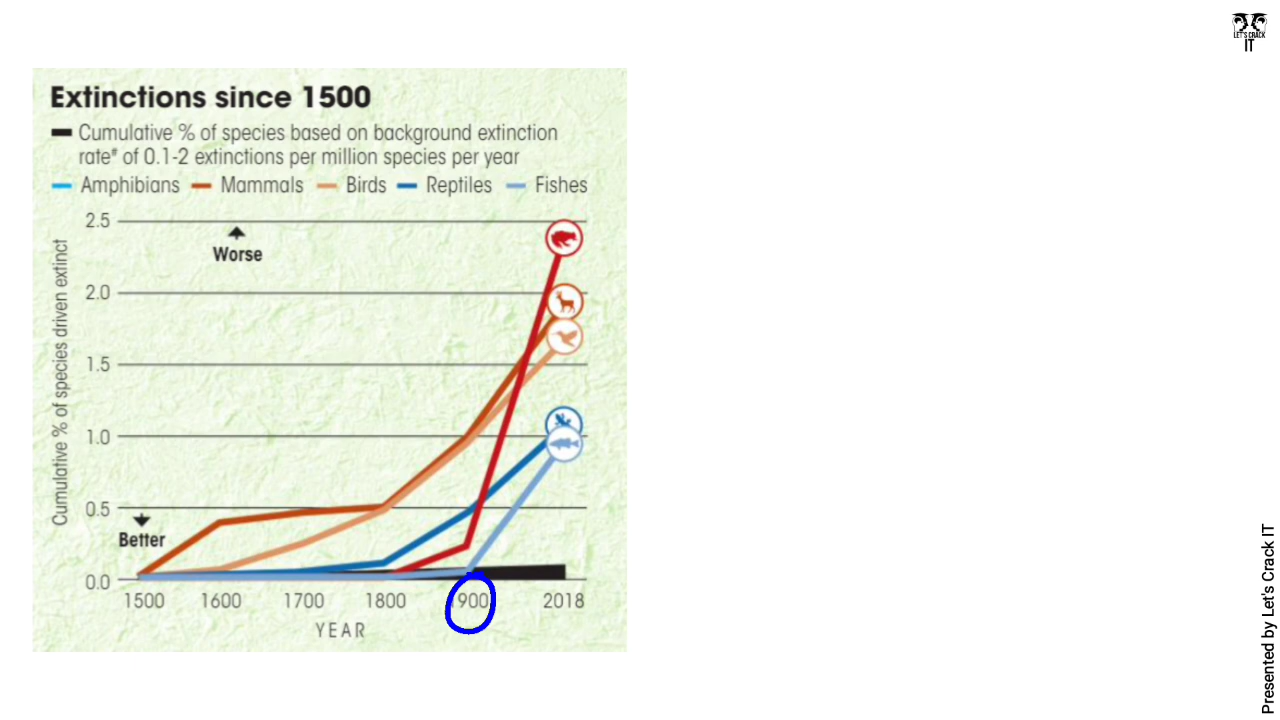 LET'S CRACK
IT
Extinctions since 1500
Cumulative % of species based on background extinction
rate# of 0.1-2 extinctions per million species per year
Amphibians Mammals Birds Reptiles Fishes
Cumulative % of species driven extinct
2.5
Worse
2.0
1.5
1.0
0.5
Better
0.0
1500 1600 1700 1800 1900 2018
YEAR
Presented by Let's Crack IT